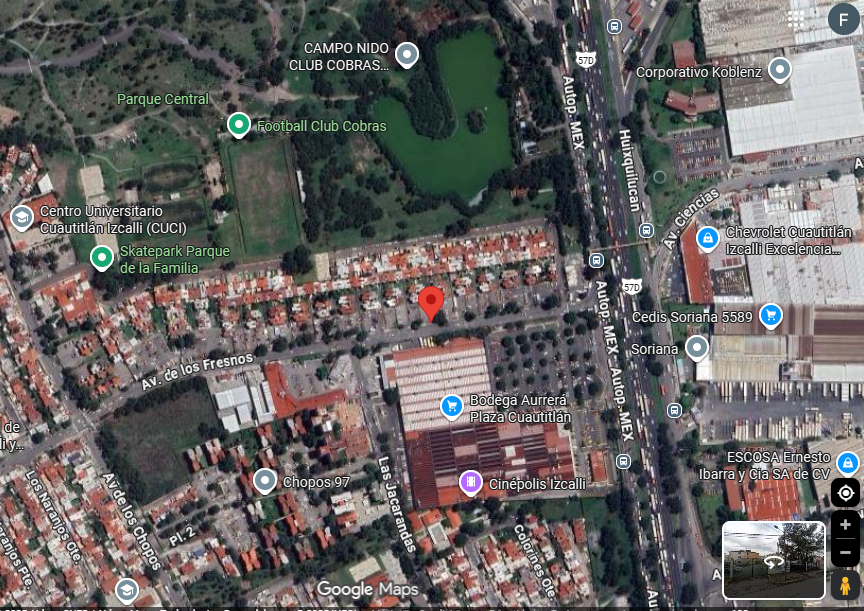 CAMPO NIDO
CLUB COBRAS...
57D
Corporativo Koblenz
F
Parque Central
Football Club Cobras
Autop. MEX
Huixquilucan
Av. Ciencias
Centro Universitario
Cuautitlán Izcalli (CUCI)
Skatepark Parque
de la Familia
Chevrolet Cuautitlán
Izcalli Excelencia...
57D
Cedis Soriana 5589
Soriana
Autop. MEX
Autop. MEX
Av. de los Fresnos
Bodega Aurrerá
Plaza Cuautitlán
de
Chopos 97
Las Jacarandas
Cinépolis Izcalli
ESCOSA Ernesto
Ibarra y Cía SA de CV
Los Naranjos Ote.
Av de los Chopos
Pl. 2
Colorines Ote.
Google Maps